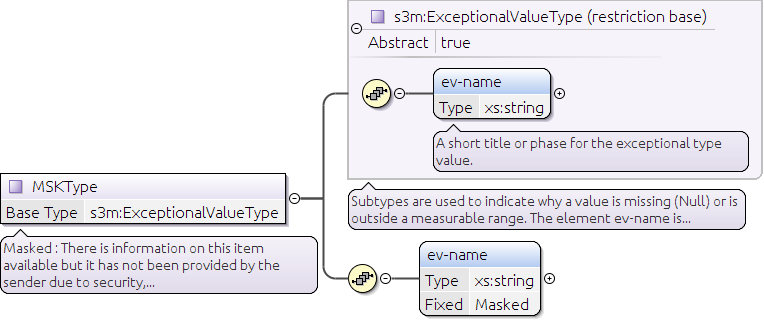 s3m:ExceptionalValueType (restriction base)
Abstract true
ev-name
Type xs:string
A short title or phase for the exceptional type
value.
MSKType
Base Type s3m:ExceptionalValueType
Subtypes are used to indicate why a value is missing (Null) or is
outside a measurable range. The element ev-name is...
Masked : There is information on this item
available but it has not been provided by the
sender due to security,...
ev-name
Type xs:string
Fixed Masked